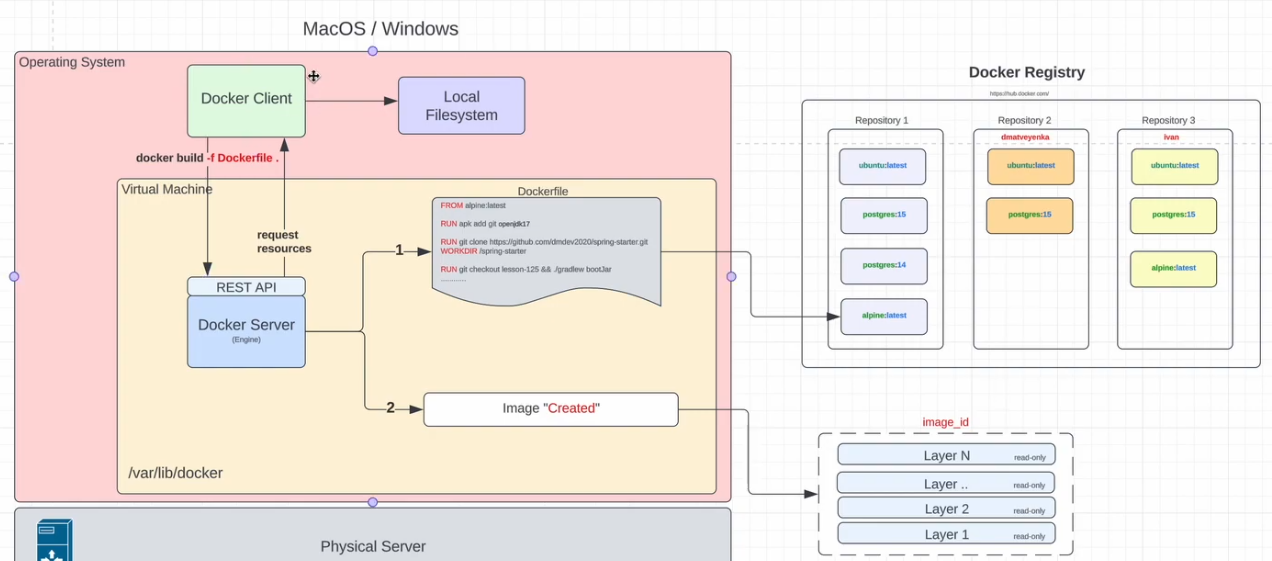 MacOS / Windows
Operating System
Docker Client
Local
Filesystem
docker build -f Dockerfile .
Virtual Machine
request
resources
REST API
Docker Server
(Engine)
1
Dockerfile
FROM alpine:latest
RUN apk add git openjdk17
RUN git clone https://github.com/dmdev2020/spring-starter.git
WORKDIR /spring-starter
RUN git checkout lesson-125 && ./gradlew bootJar
............
2
Image "Created"
/var/lib/docker
Physical Server
Docker Registry
https://hub.docker.com/
Repository 1
ubuntu:latest
postgres:15
postgres:14
alpine:latest
Repository 2
dmatveyenka
ubuntu:latest
postgres:15
Repository 3
ivan
ubuntu:latest
postgres:15
alpine:latest
image_id
Layer N read-only
Layer .. read-only
Layer 2 read-only
Layer 1 read-only